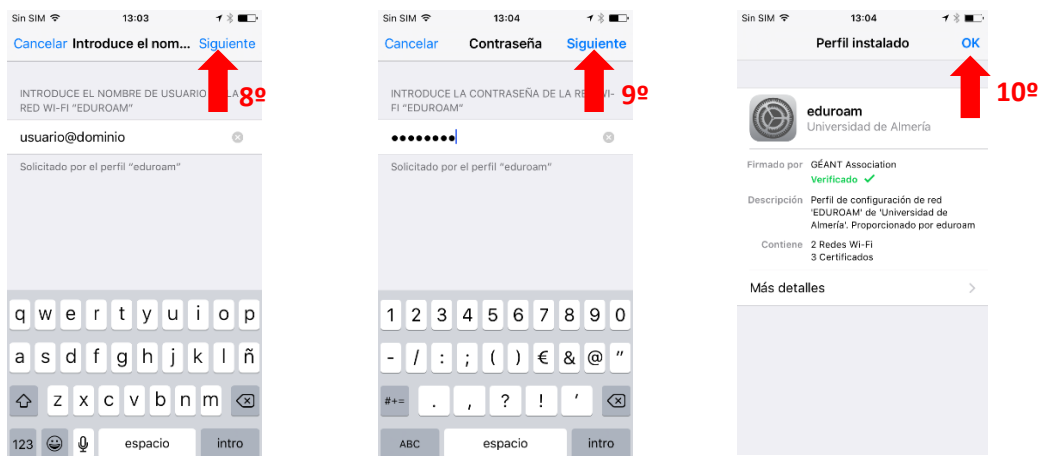 Sin SIM 13:03
Cancelar Introduce el nom... Siguiente
8º
INTRODUCE EL NOMBRE DE USUARIO LA
RED WI-FI “EDUROAM”
usuario@dominio
Solicitado por el perfil “eduroam”
q w e r t y u i o p
a s d f g h j k l ñ
z x c v b n m
123 espacio intro
Sin SIM 13:04
Cancelar Contraseña Siguiente
9º
INTRODUCE LA CONTRASEÑA DE LA RED WI-
FI “EDUROAM”
●●●●●●●●
Solicitado por el perfil “eduroam”
1 2 3 4 5 6 7 8 9 0
- / : ; ( ) € & @ "
#+= . , ? ! '
ABC espacio intro
Sin SIM 13:04
Perfil instalado OK
10º
eduroam
Universidad de Almería
Firmado por GÉANT Association
Verificado ✓
Descripción Perfil de configuración de red
'EDUROAM' de 'Universidad de
Almería'. Proporcionado por eduroam
Contiene 2 Redes Wi-Fi
3 Certificados
Más detalles